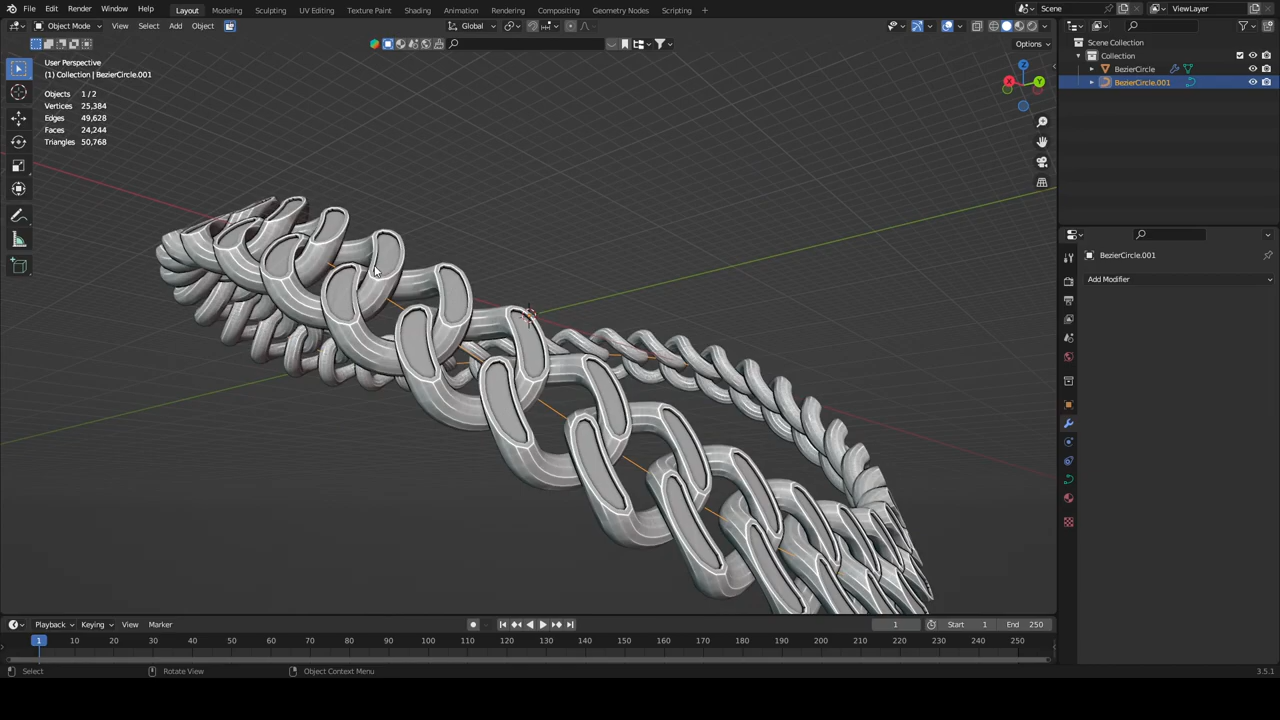 File Edit Render Window Help Layout Modeling Sculpting UV Editing Texture Paint Shading Animation Rendering Compositing Geometry Nodes Scripting + Scene ViewLayer
Object Mode View Select Add Object Global
Options
User Perspective
(1) Collection | BezierCircle.001
Objects 1/2
Vertices 25,384
Edges 49,628
Faces 24,244
Triangles 50,768
Z
X
Y
Scene Collection
Collection
BezierCircle
BezierCircle.001
BezierCircle.001
Add Modifier
Playback Keying View Marker 1 Start 1 End 250
1 10 20 30 40 50 60 70 80 90 100 110 120 130 140 150 160 170 180 190 200 210 220 230 240 250
Select Rotate View Object Context Menu 3.5.1